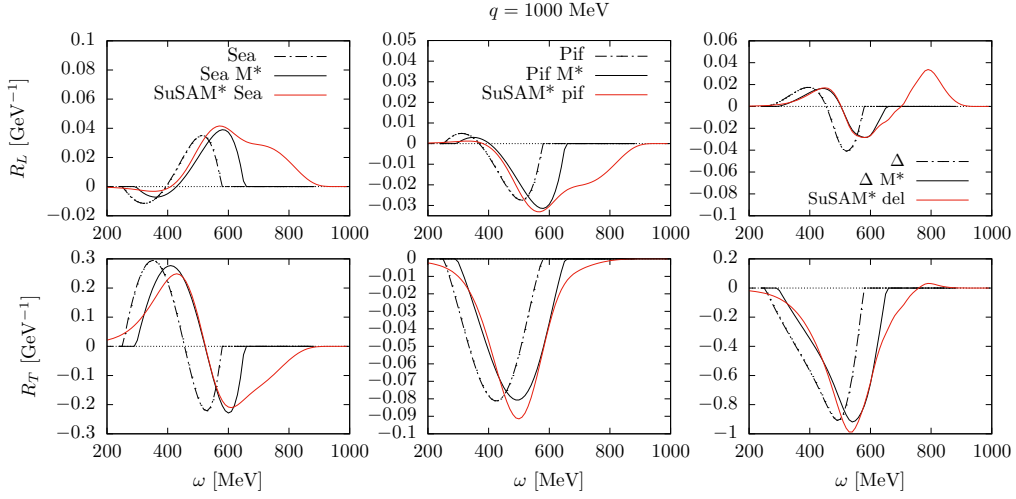 q = 1000 MeV
R_L [GeV⁻¹]
0.1
0.08
0.06
0.04
0.02
0
−0.02
Sea
Sea M*
SuSAM* Sea
200 400 600 800 1000
0.05
0.04
0.03
0.02
0.01
0
−0.01
−0.02
−0.03
Pif
Pif M*
SuSAM* pif
200 400 600 800 1000
0.06
0.04
0.02
0
−0.02
−0.04
−0.06
−0.08
−0.1
Δ
Δ M*
SuSAM* del
200 400 600 800 1000
R_T [GeV⁻¹]
0.3
0.2
0.1
0
−0.1
−0.2
−0.3
200 400 600 800 1000
ω [MeV]
0
−0.01
−0.02
−0.03
−0.04
−0.05
−0.06
−0.07
−0.08
−0.09
−0.1
200 400 600 800 1000
ω [MeV]
0.2
0
−0.2
−0.4
−0.6
−0.8
−1
200 400 600 800 1000
ω [MeV]